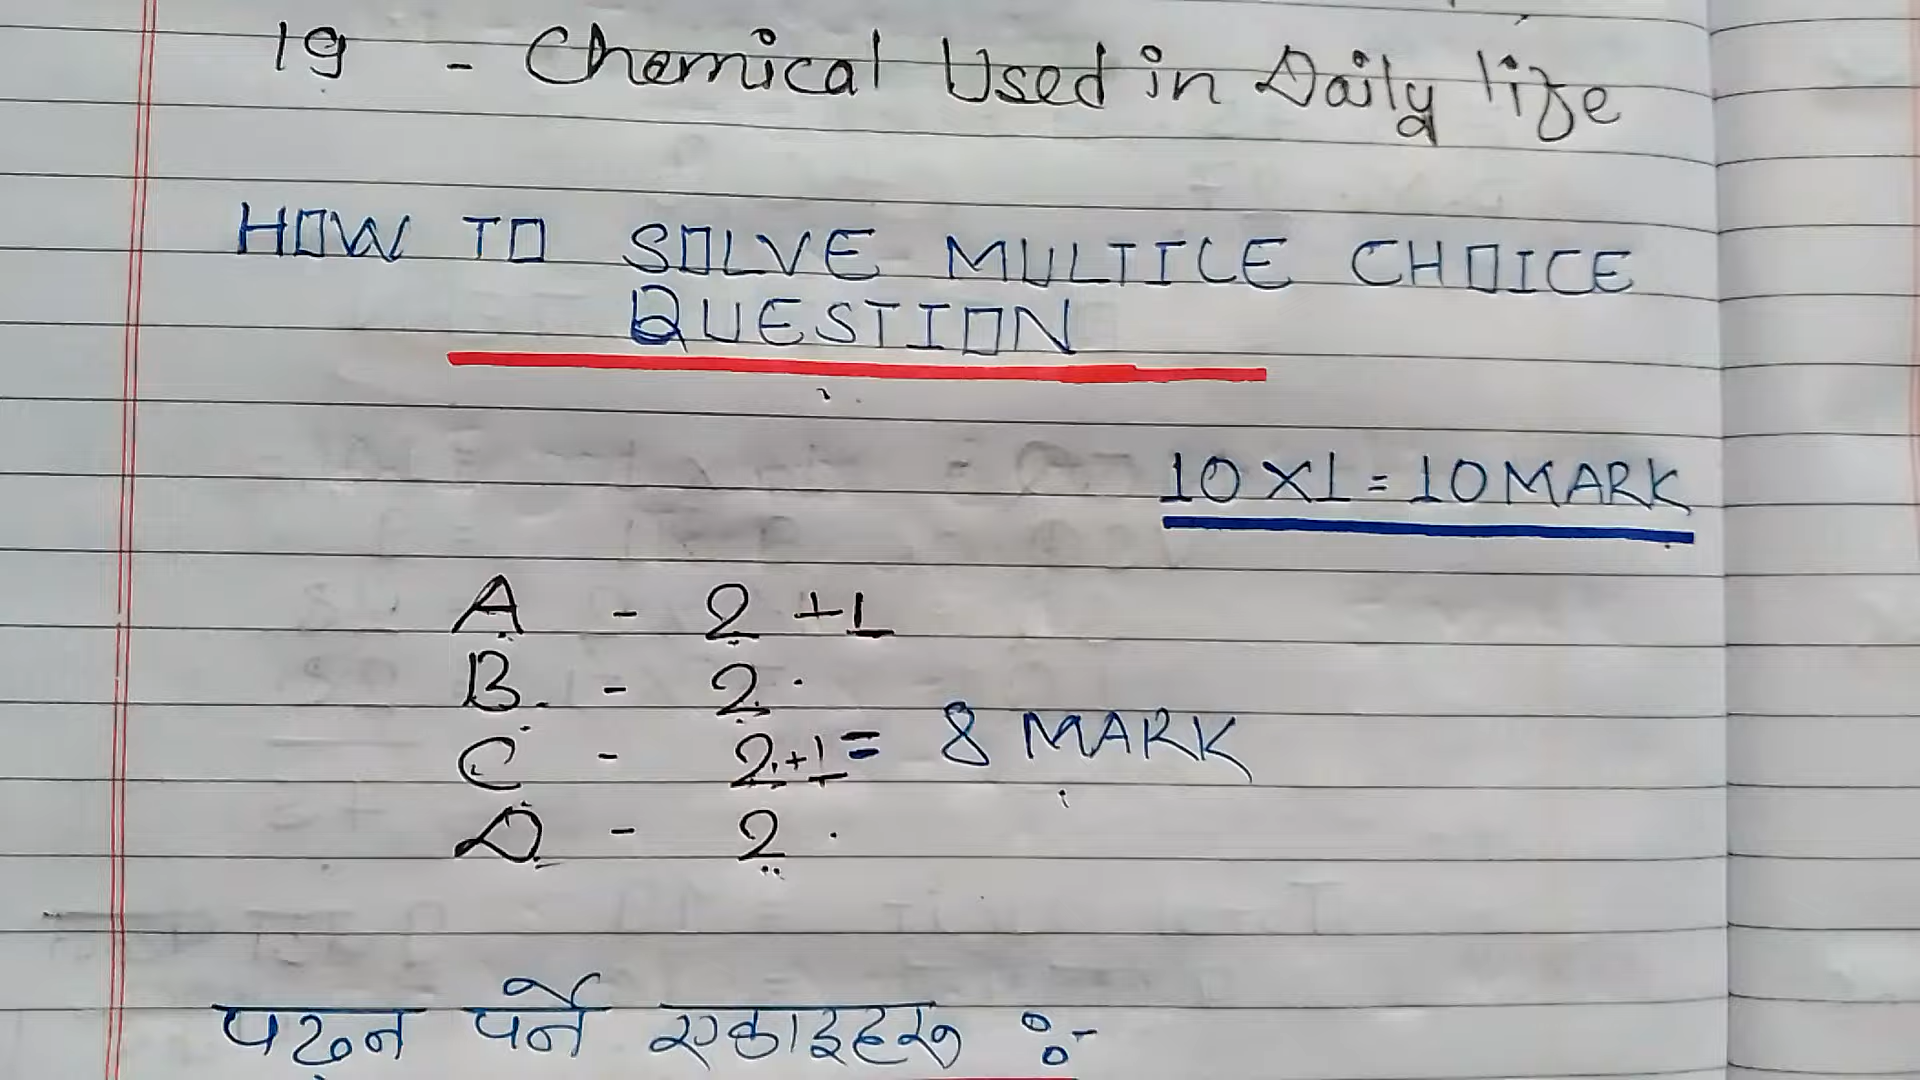 19 - Chemical Used in Daily life
HOW TO SOLVE MULTICE CHOICE
QUESTION
10 X 1 = 10 MARK
A - 2 + 1
B. - 2.
C - 2 + 1 = 8 MARK
D - 2.
पढ्न पर्ने एकाइहरू :-